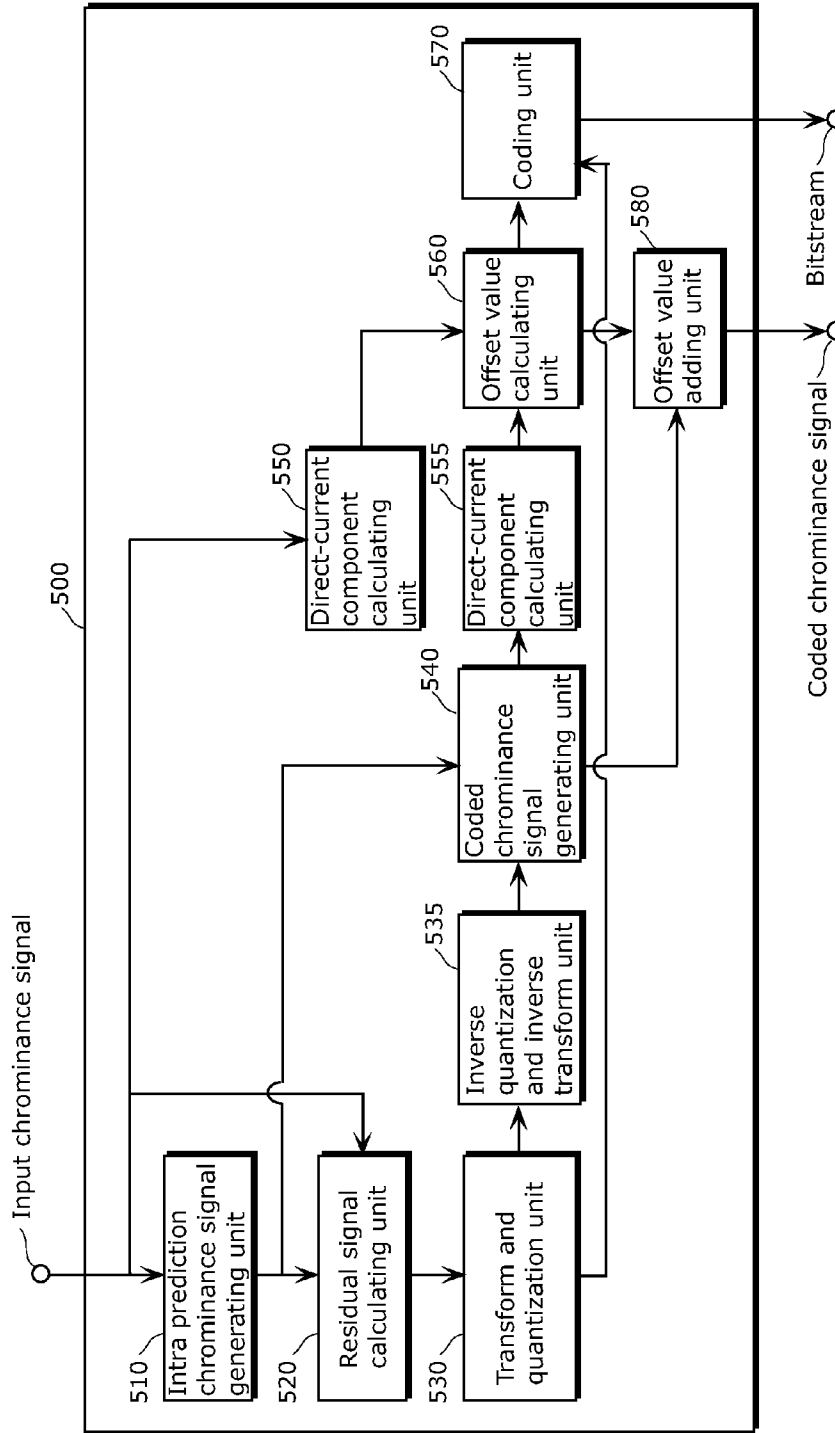 Input chrominance signal
500
510
Intra prediction
chrominance signal
generating unit
520
Residual signal
calculating unit
530
Transform and
quantization unit
535
Inverse
quantization
and inverse
transform unit
540
Coded
chrominance
signal
generating unit
550
Direct-current
component
calculating
unit
555
Direct-current
component
calculating
unit
560
Offset value
calculating
unit
570
Coding unit
580
Offset value
adding unit
Coded chrominance signal
Bitstream